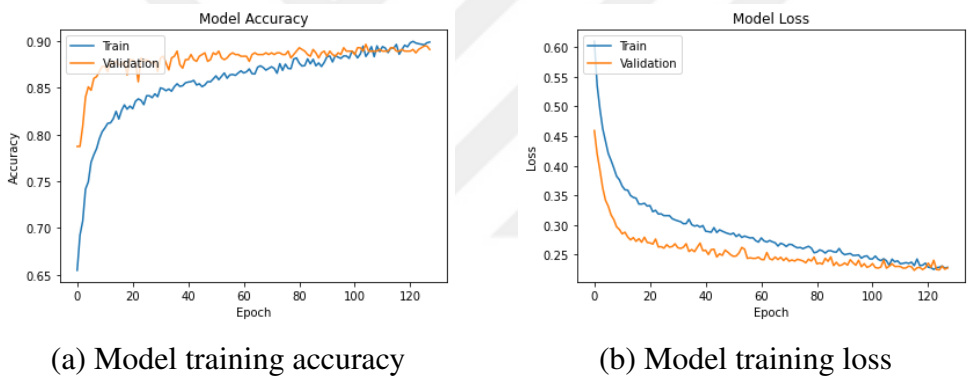 Model Accuracy
Train
Validation
0.90
0.85
0.80
0.75
0.70
0.65
Accuracy
0
20
40
60
80
100
120
Epoch
(a) Model training accuracy
Model Loss
Train
Validation
0.60
0.55
0.50
0.45
0.40
0.35
0.30
0.25
Loss
0
20
40
60
80
100
120
Epoch
(b) Model training loss